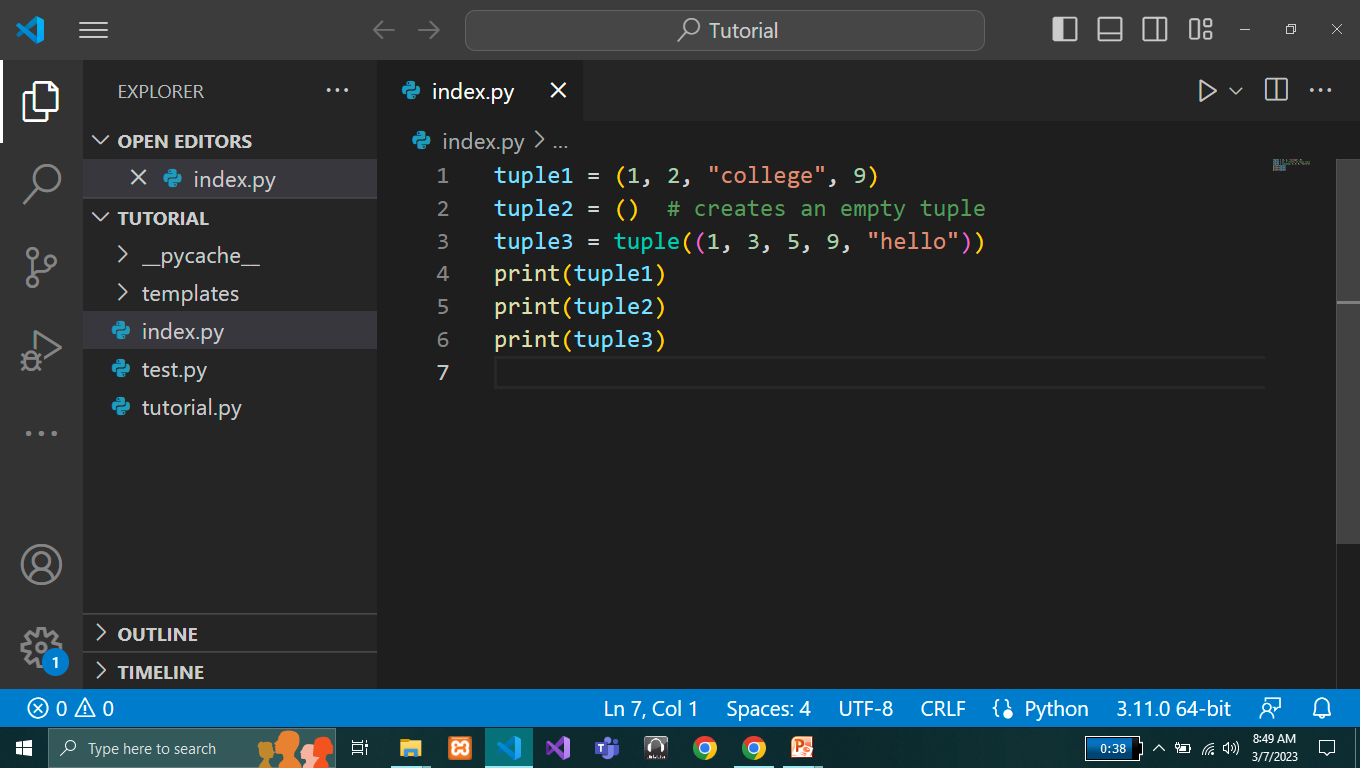 Tutorial
EXPLORER
OPEN EDITORS
index.py
TUTORIAL
__pycache__
templates
index.py
test.py
tutorial.py
OUTLINE
TIMELINE
1
index.py
index.py > ...
1 tuple1 = (1, 2, "college", 9)
2 tuple2 = ()  # creates an empty tuple
3 tuple3 = tuple((1, 3, 5, 9, "hello"))
4 print(tuple1)
5 print(tuple2)
6 print(tuple3)
7
0 0 Ln 7, Col 1 Spaces: 4 UTF-8 CRLF Python 3.11.0 64-bit
Type here to search
0:38
8:49 AM
3/7/2023